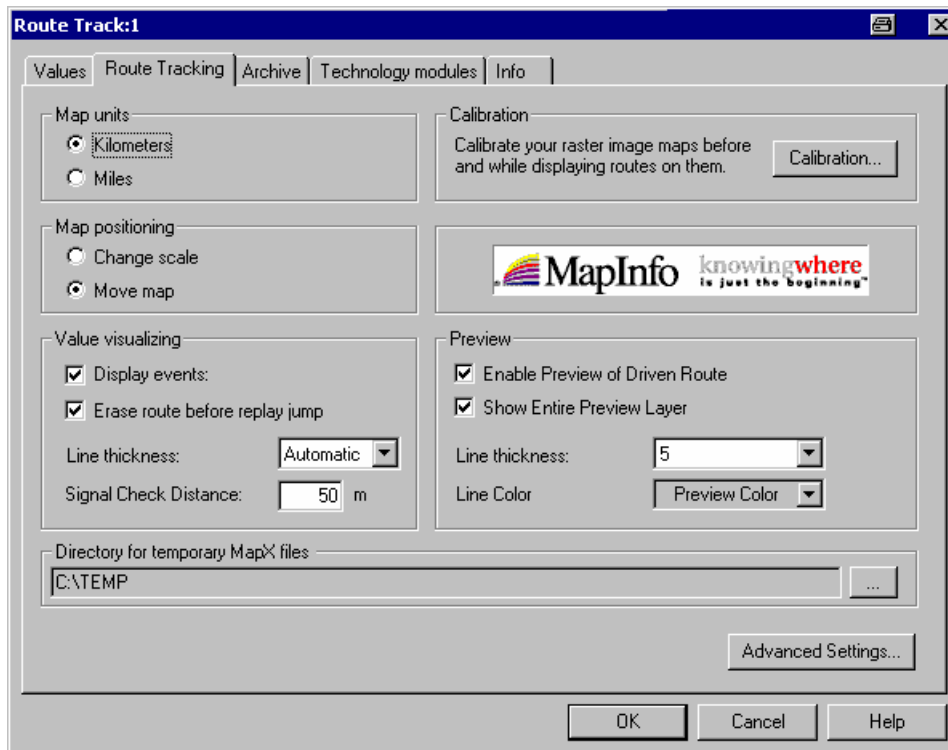 Route Track:1
Values Route Tracking Archive Technology modules Info
Map units
Kilometers
Miles
Calibration
Calibrate your raster image maps before
and while displaying routes on them.
Calibration...
Map positioning
Change scale
Move map
MapInfo knowingwhere
is just the beginning™
Value visualizing
Display events:
Erase route before replay jump
Line thickness: Automatic
Signal Check Distance: 50 m
Preview
Enable Preview of Driven Route
Show Entire Preview Layer
Line thickness: 5
Line Color Preview Color
Directory for temporary MapX files
C:\TEMP ...
Advanced Settings...
OK Cancel Help